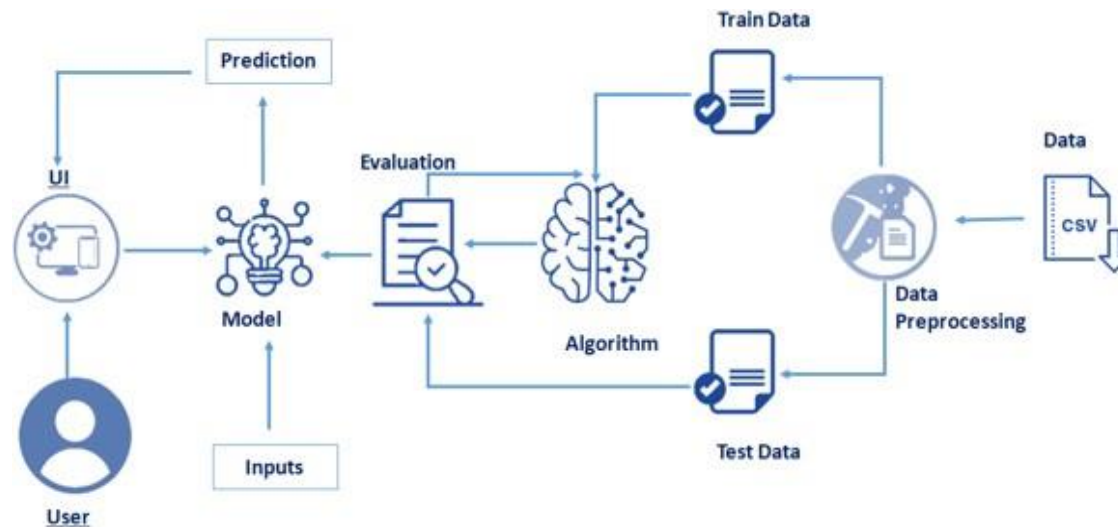 Train Data
Prediction
Data
Evaluation
UI
CSV
Data
Preprocessing
Model
Algorithm
Test Data
Inputs
User